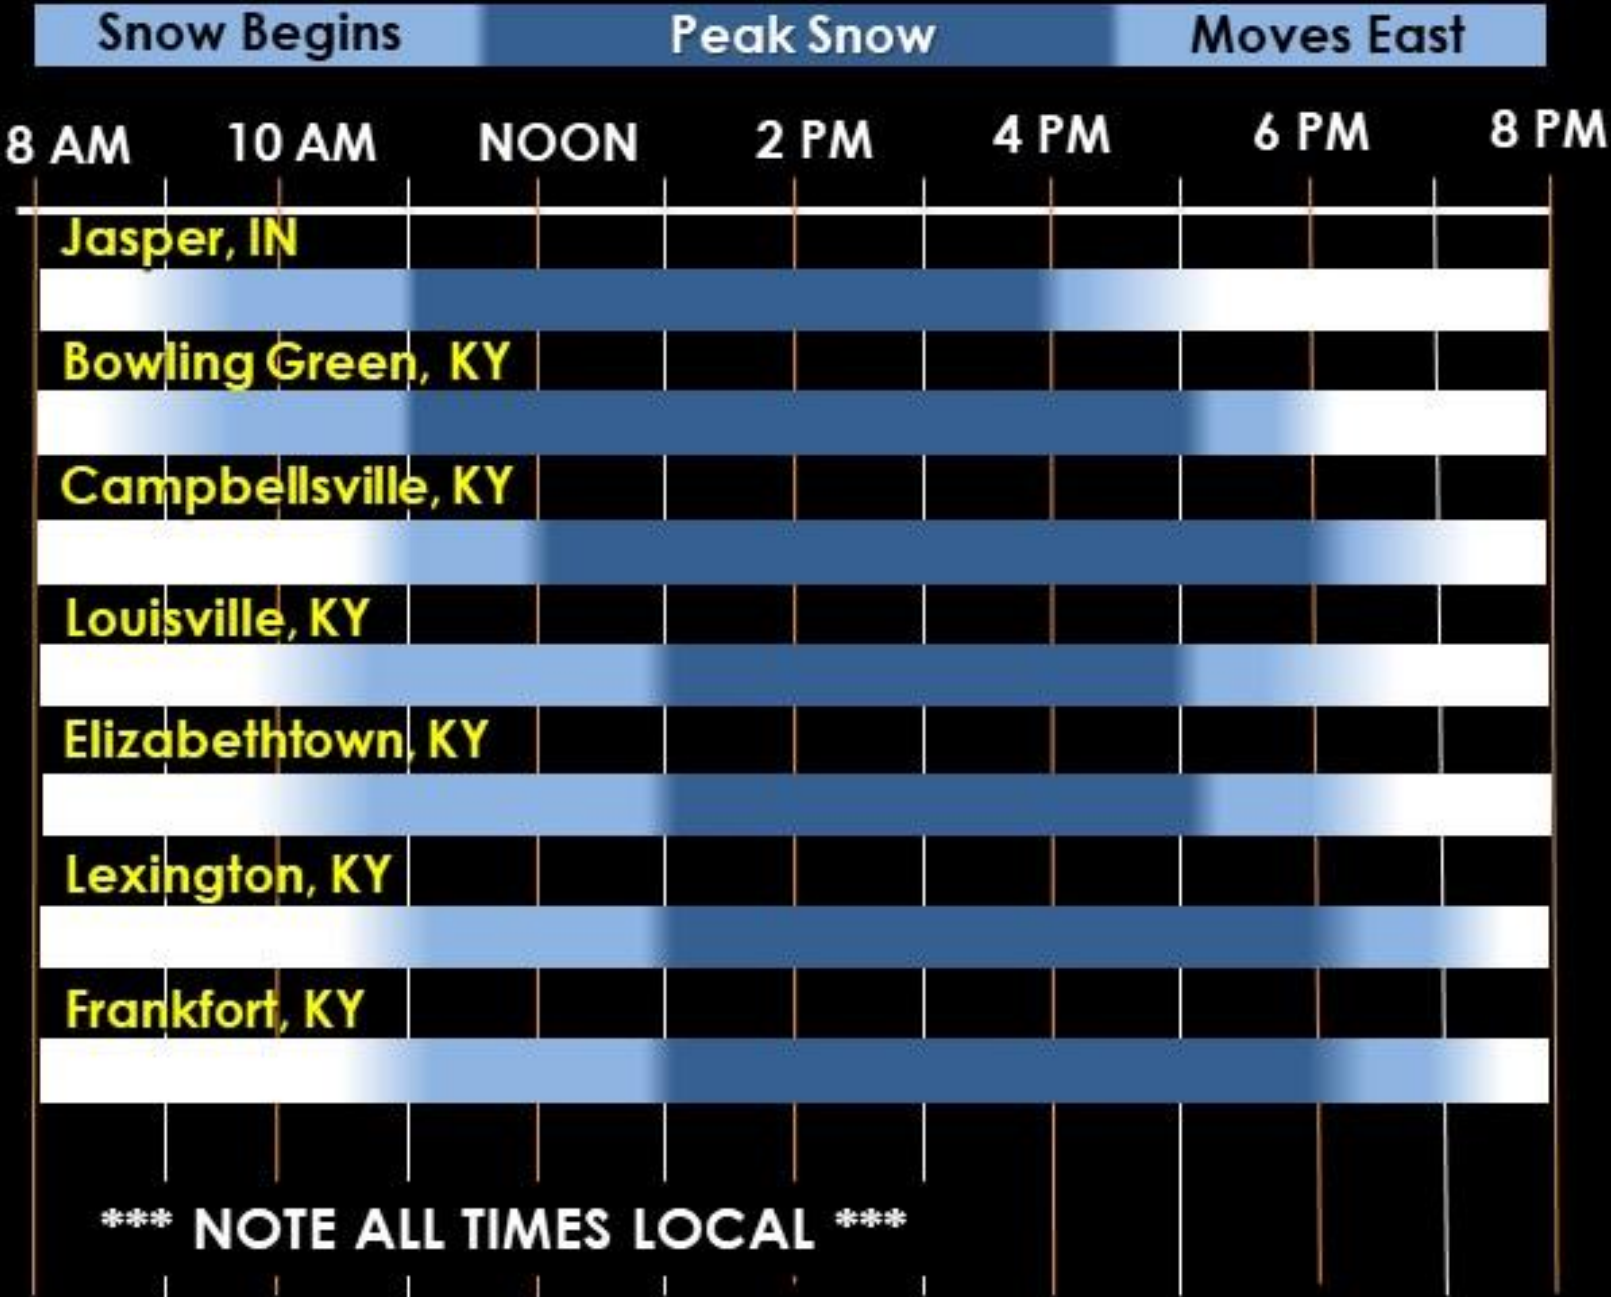 Snow Begins Peak Snow Moves East
8 AM 10 AM NOON 2 PM 4 PM 6 PM 8 PM
Jasper, IN
Bowling Green, KY
Campbellsville, KY
Louisville, KY
Elizabethtown, KY
Lexington, KY
Frankfort, KY
*** NOTE ALL TIMES LOCAL ***